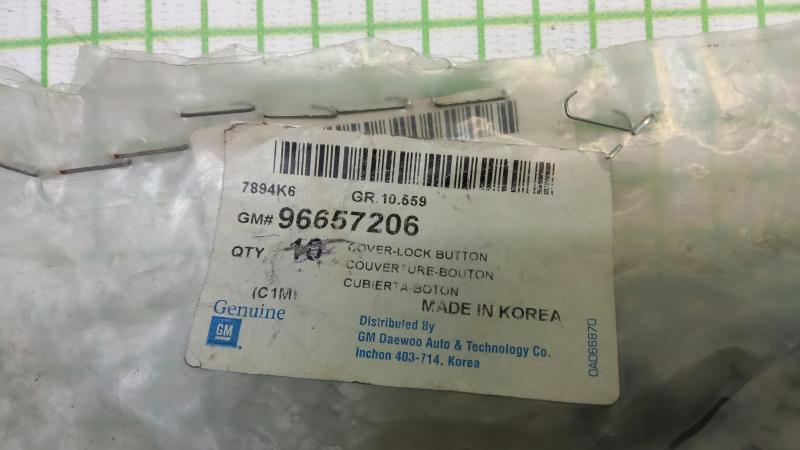 7894K6 GR.10.559
GM# 96657206
QTY 10 COVER-LOCK BUTTON
COUVERTURE-BOUTON
CUBIERTA-BOTON
(C1M) MADE IN KOREA
Genuine
GM
Distributed By
GM Daewoo Auto & Technology Co.
Inchon 403-714, Korea
OA066870